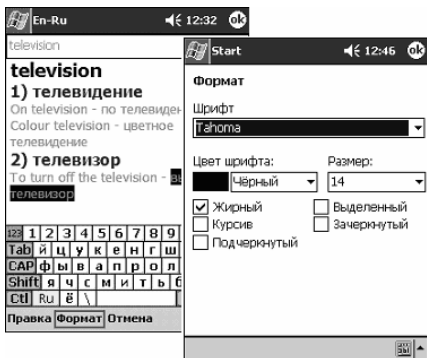 En-Ru 12:32 ok
television
television
1) телевидение
On television - по телевиден
Colour television - цветное
телевидение
2) телевизор
To turn off the television -
телевизор
123 1 2 3 4 5 6 7 8 9
Tab й ц у к е н г ш
CAP ф ы в а п р о л
Shift я ч с м и т ь б
Ctl Ru ё \
Правка Формат Отмена
Start 12:46 ok
Формат
Шрифт
Tahoma
Цвет шрифта: Размер:
Чёрный 14
Жирный Выделенный
Курсив Зачеркнутый
Подчеркнутый